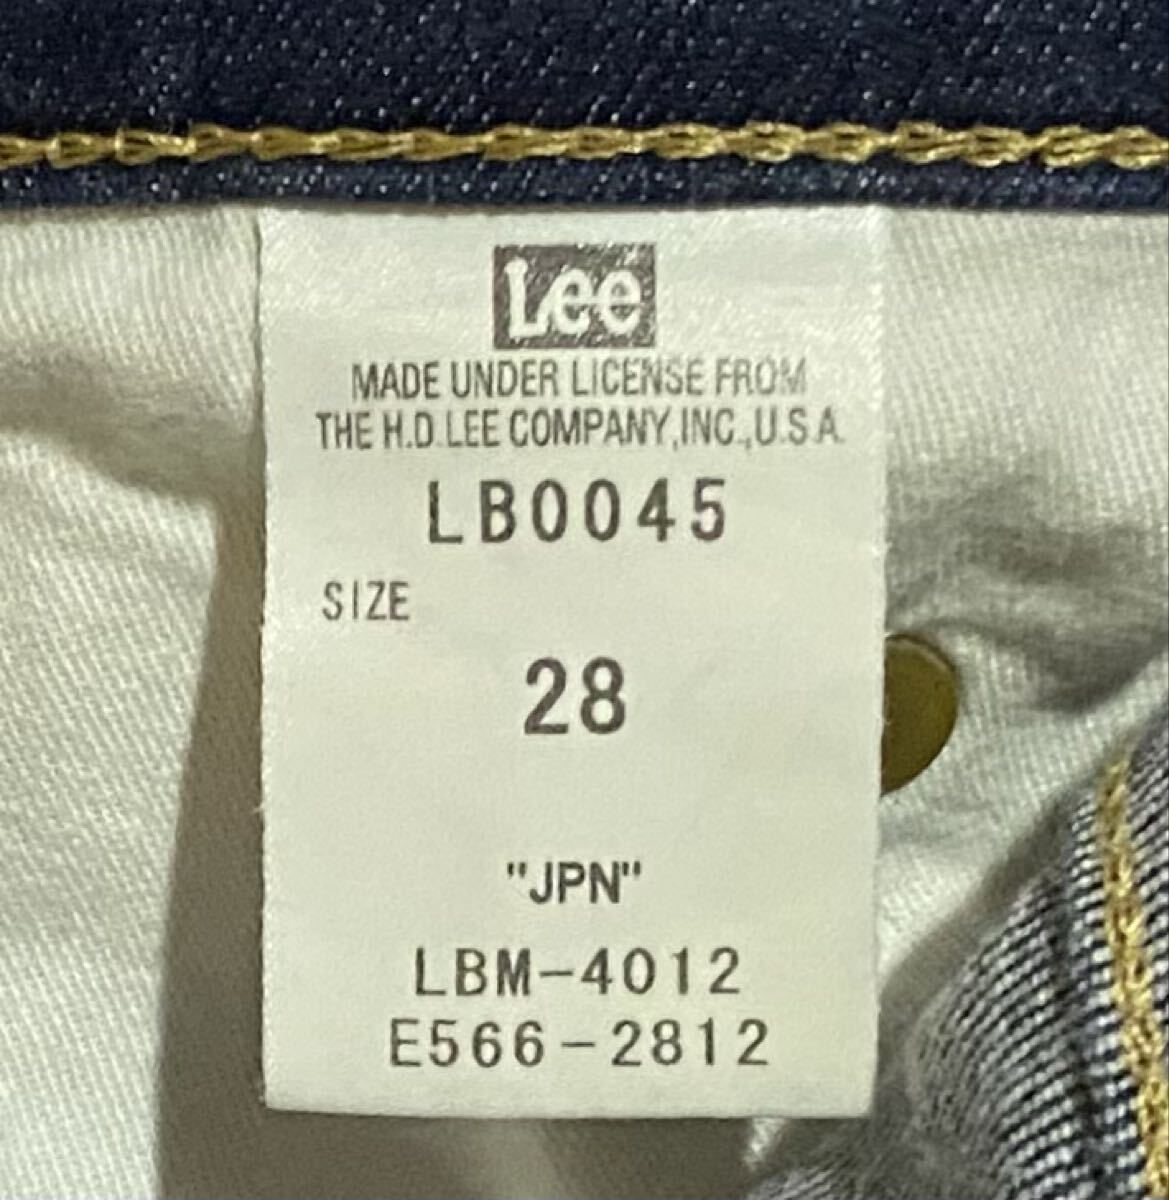 Lee
MADE UNDER LICENSE FROM
THE H.D.LEE COMPANY,INC.,U.S.A.
LB0045
SIZE
28
"JPN"
LBM-4012
E566-2812